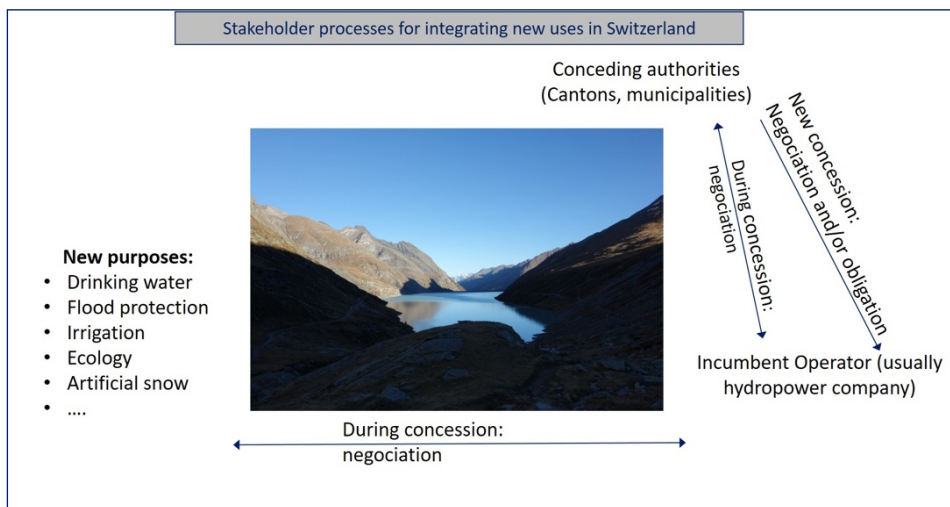 Stakeholder processes for integrating new uses in Switzerland
Conceding authorities
(Cantons, municipalities)
New concession:
Negociation and/or obligation
During concession:
negociation
New purposes:
• Drinking water
• Flood protection
• Irrigation
• Ecology
• Artificial snow
• ....
Incumbent Operator (usually
hydropower company)
During concession:
negociation